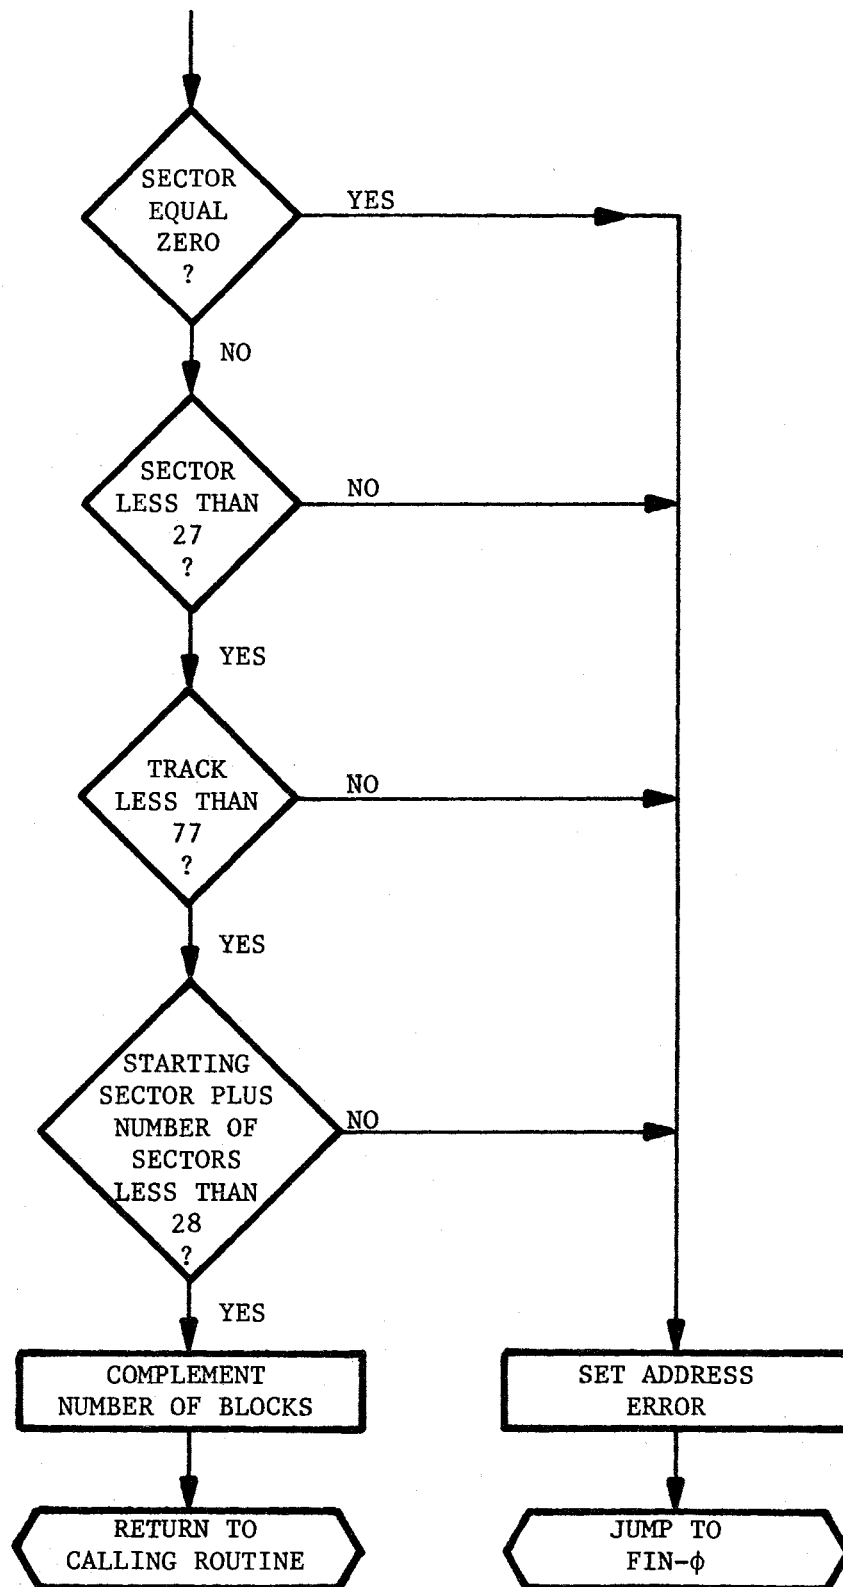 SECTOR
EQUAL
ZERO
?
YES
NO
SECTOR
LESS THAN
27
?
NO
YES
TRACK
LESS THAN
77
?
NO
YES
STARTING
SECTOR PLUS
NUMBER OF
SECTORS
LESS THAN
28
?
NO
YES
COMPLEMENT
NUMBER OF BLOCKS
SET ADDRESS
ERROR
RETURN TO
CALLING ROUTINE
JUMP TO
FIN-ϕ